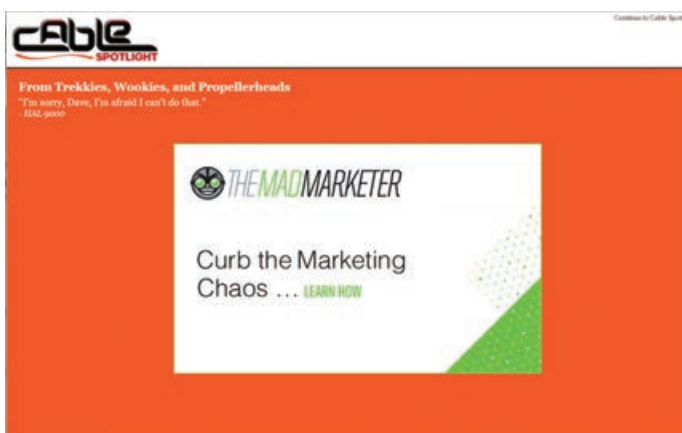 cABLE
SPOTLIGHT
Continue to Cable Spot
From Trekkies, Wookies, and Propellerheads
"I'm sorry, Dave, I'm afraid I can't do that."
- HAL 9000
THEMADMARKETER
Curb the Marketing
Chaos ... LEARN HOW